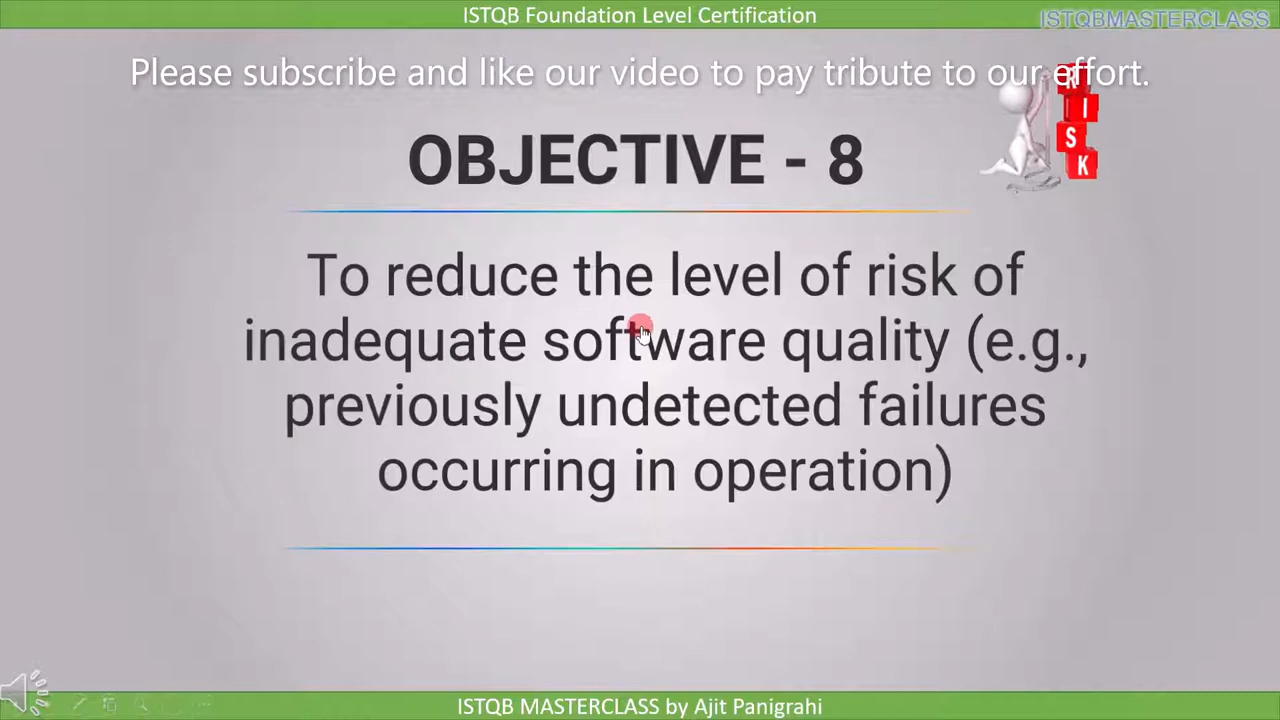 ISTQB Foundation Level Certification
ISTQBMASTERCLASS
Please subscribe and like our video to pay tribute to our effort.
R
I
S
K
OBJECTIVE - 8
To reduce the level of risk of
inadequate software quality (e.g.,
previously undetected failures
occurring in operation)
ISTQB MASTERCLASS by Ajit Panigrahi